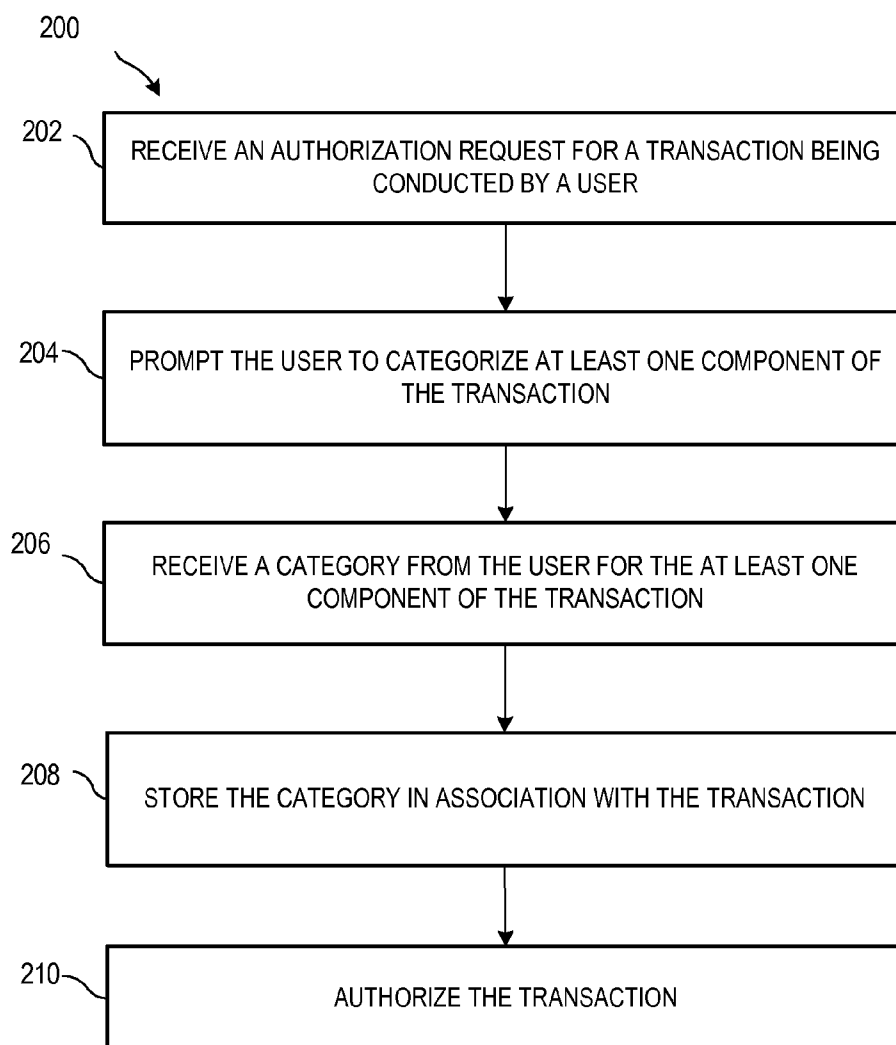 200
202
RECEIVE AN AUTHORIZATION REQUEST FOR A TRANSACTION BEING
CONDUCTED BY A USER
204
PROMPT THE USER TO CATEGORIZE AT LEAST ONE COMPONENT OF
THE TRANSACTION
206
RECEIVE A CATEGORY FROM THE USER FOR THE AT LEAST ONE
COMPONENT OF THE TRANSACTION
208
STORE THE CATEGORY IN ASSOCIATION WITH THE TRANSACTION
210
AUTHORIZE THE TRANSACTION